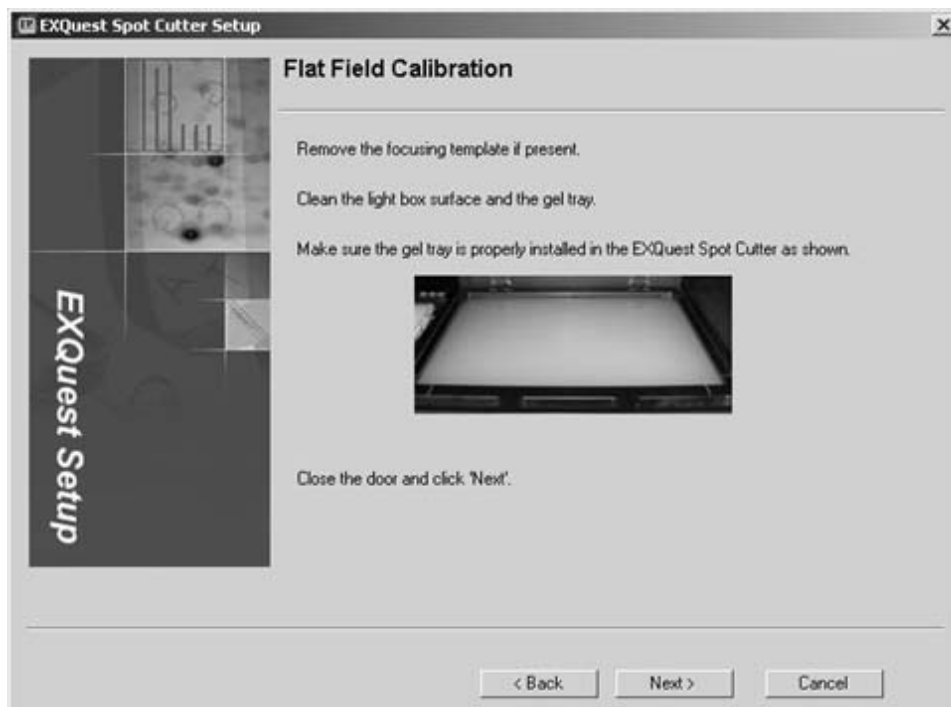 EXQuest Spot Cutter Setup
Flat Field Calibration
Remove the focusing template if present.
Clean the light box surface and the gel tray.
Make sure the gel tray is properly installed in the EXQuest Spot Cutter as shown.
EXQuest Setup
Close the door and click 'Next'.
< Back
Next >
Cancel